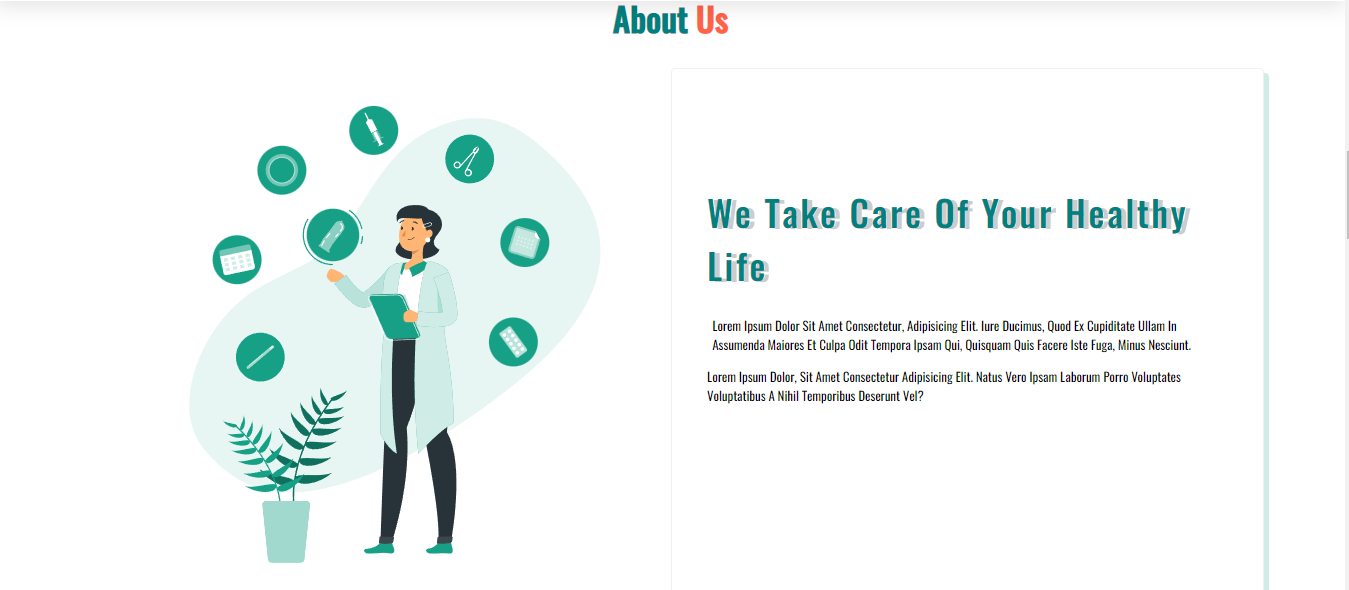 About Us
We Take Care Of Your Healthy
Life
Lorem Ipsum Dolor Sit Amet Consectetur, Adipisicing Elit. Iure Ducimus, Quod Ex Cupiditate Ullam In
Assumenda Maiores Et Culpa Odit Tempora Ipsam Qui, Quisquam Quis Facere Iste Fuga, Minus Nesciunt.
Lorem Ipsum Dolor, Sit Amet Consectetur Adipisicing Elit. Natus Vero Ipsam Laborum Porro Voluptates
Voluptatibus A Nihil Temporibus Deserunt Vel?